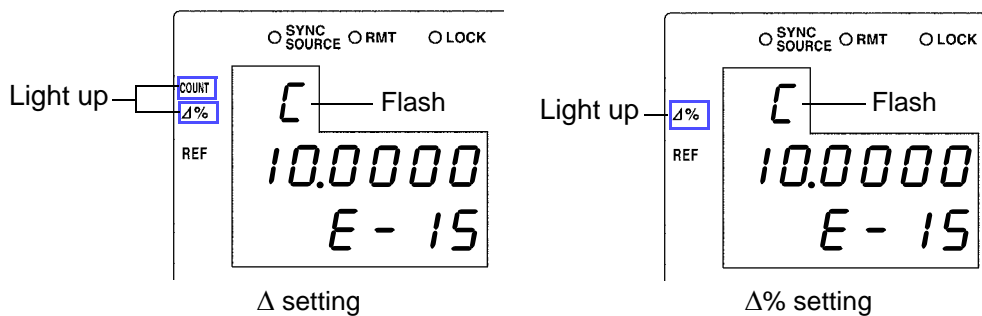 SYNC SOURCE RMT LOCK
Light up
COUNT
Δ%
C
Flash
REF
10.0000
E-15
Δ setting
SYNC SOURCE RMT LOCK
Light up
Δ%
C
Flash
REF
10.0000
E-15
Δ% setting